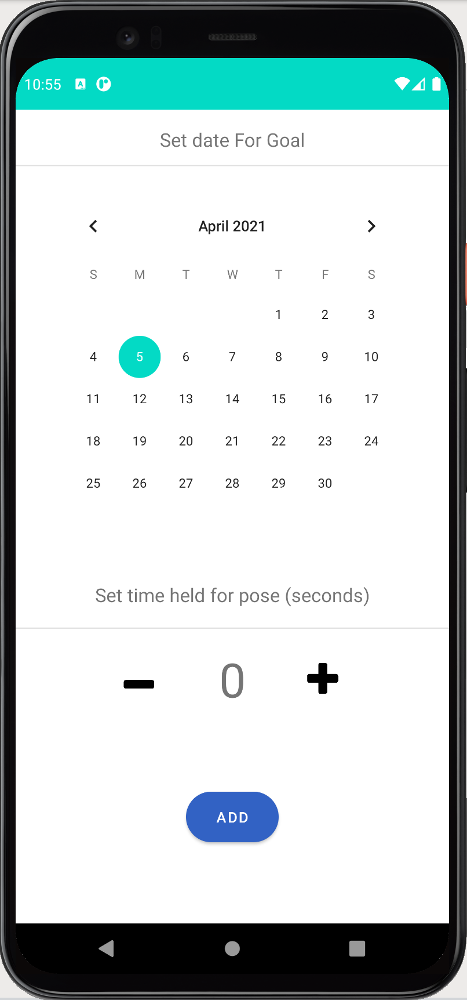 10:55
Set date For Goal
April 2021
S M T W T F S
1 2 3
4 5 6 7 8 9 10
11 12 13 14 15 16 17
18 19 20 21 22 23 24
25 26 27 28 29 30
Set time held for pose (seconds)
0
ADD